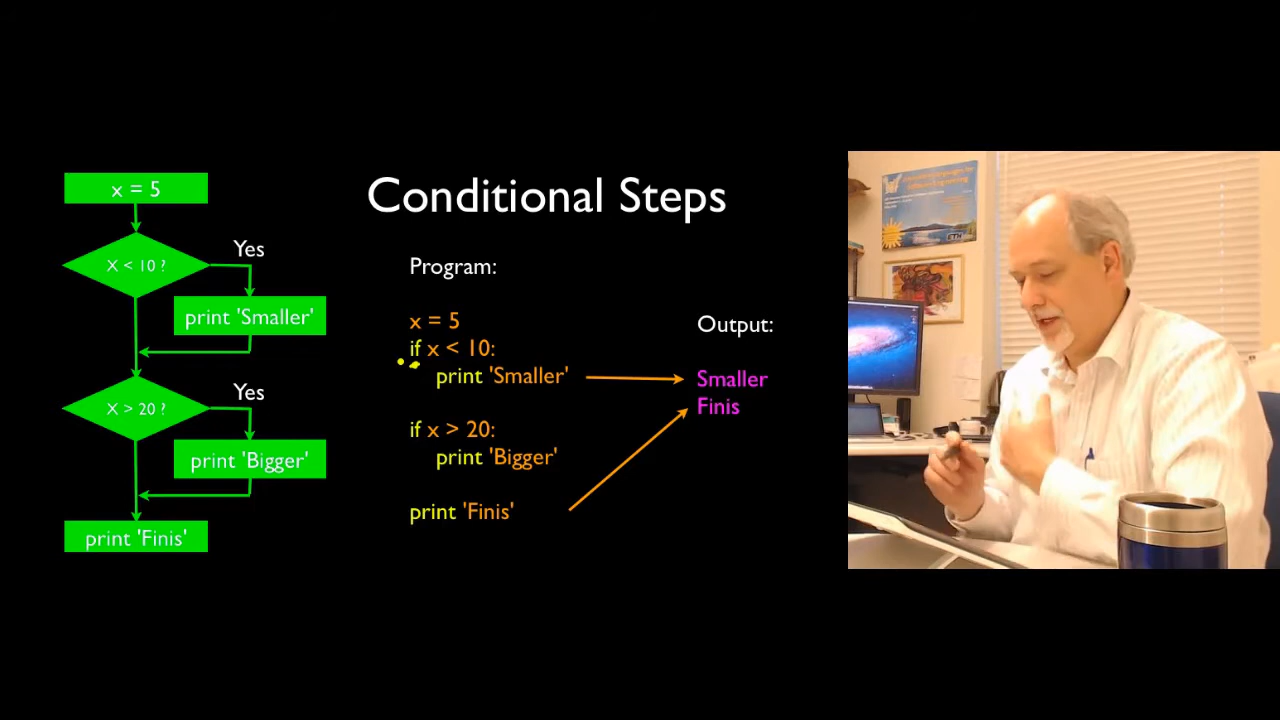 Conditional Steps
x = 5
X < 10 ?
Yes
print 'Smaller'
X > 20 ?
Yes
print 'Bigger'
print 'Finis'
Program:
x = 5
if x < 10:
print 'Smaller'
if x > 20:
print 'Bigger'
print 'Finis'
Output:
Smaller
Finis
ETH